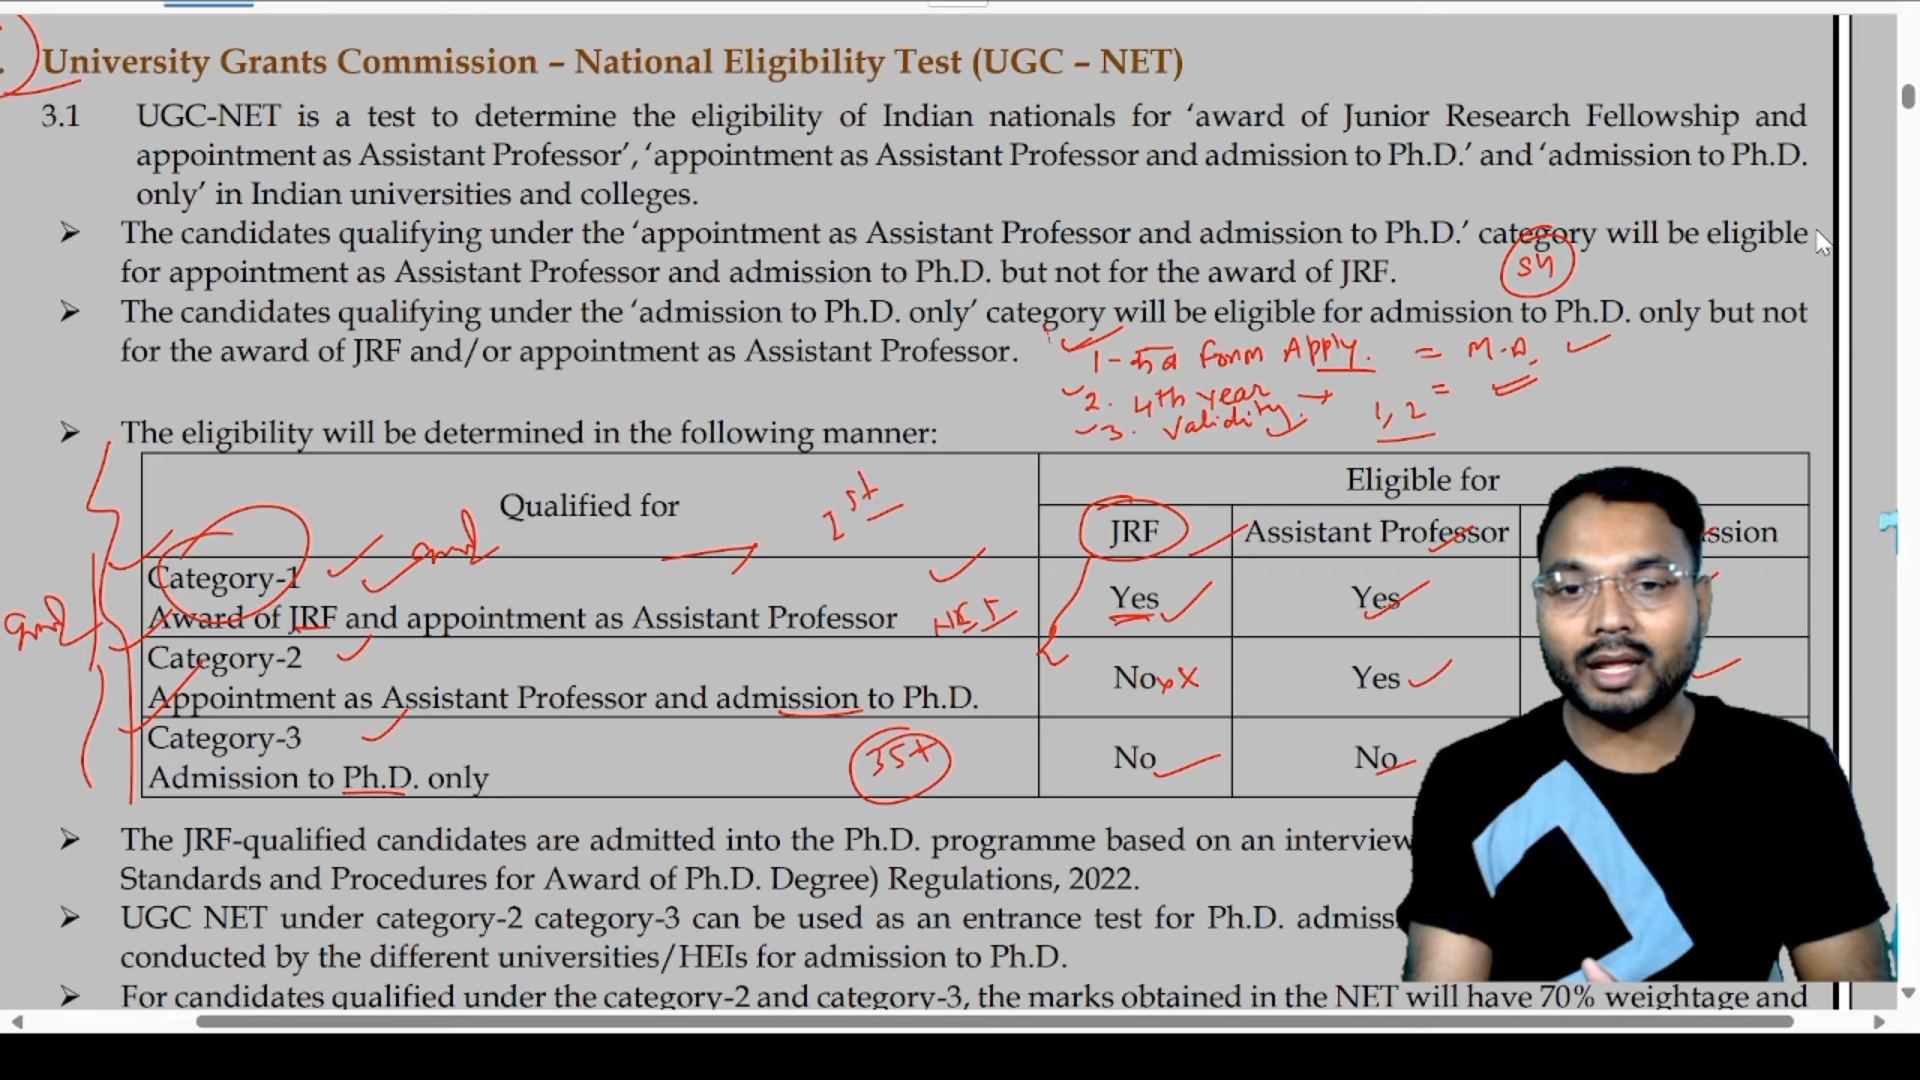 University Grants Commission – National Eligibility Test (UGC – NET)
3.1 UGC-NET is a test to determine the eligibility of Indian nationals for ‘award of Junior Research Fellowship and
appointment as Assistant Professor’, ‘appointment as Assistant Professor and admission to Ph.D.’ and ‘admission to Ph.D.
only’ in Indian universities and colleges.
➢ The candidates qualifying under the ‘appointment as Assistant Professor and admission to Ph.D.’ category will be eligible
for appointment as Assistant Professor and admission to Ph.D. but not for the award of JRF.
➢ The candidates qualifying under the ‘admission to Ph.D. only’ category will be eligible for admission to Ph.D. only but not
for the award of JRF and/or appointment as Assistant Professor.
Form Apply. =
2. 4th year →
3. validity. 1, 2 =
➢ The eligibility will be determined in the following manner:
Qualified for
Eligible for
JRF
Assistant Professor
ssion
1st
Category-1
Award of JRF and appointment as Assistant Professor
Yes
Yes
Category-2
Appointment as Assistant Professor and admission to Ph.D.
No
Yes
Category-3
Admission to Ph.D. only
35+
No
No
➢ The JRF-qualified candidates are admitted into the Ph.D. programme based on an interview
Standards and Procedures for Award of Ph.D. Degree) Regulations, 2022.
➢ UGC NET under category-2 category-3 can be used as an entrance test for Ph.D. admiss
conducted by the different universities/HEIs for admission to Ph.D.
➢ For candidates qualified under the category-2 and category-3, the marks obtained in the NET will have 70% weightage and